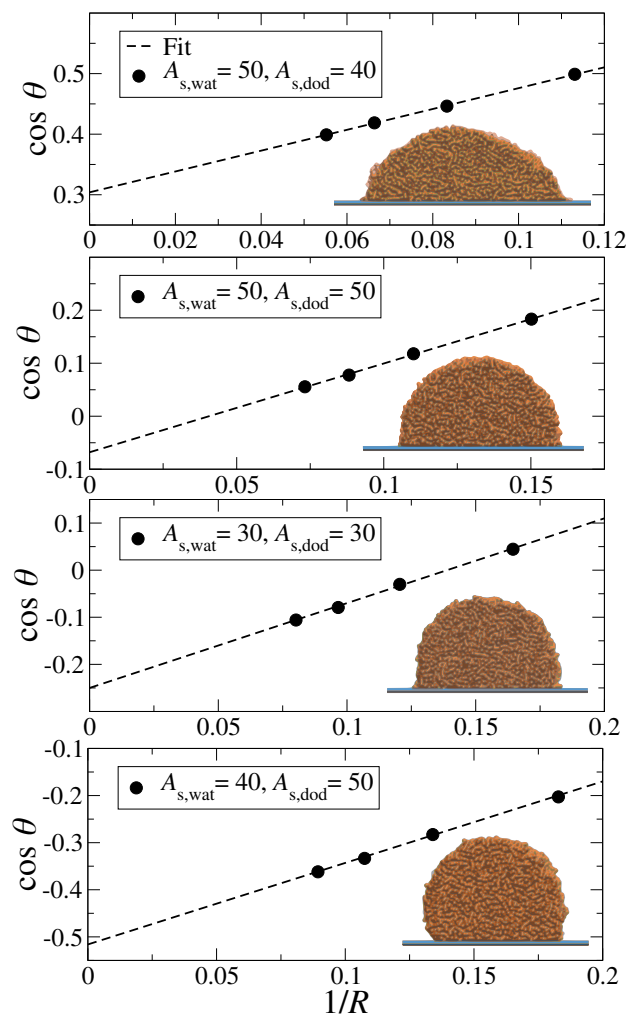 Fit
A_s,wat = 50, A_s,dod = 40
cos θ
0.5
0.4
0.3
0 0.02 0.04 0.06 0.08 0.1 0.12
A_s,wat = 50, A_s,dod = 50
cos θ
0.2
0.1
0
-0.1
0 0.05 0.1 0.15
A_s,wat = 30, A_s,dod = 30
cos θ
0.1
0
-0.1
-0.2
0 0.05 0.1 0.15 0.2
-0.1
A_s,wat = 40, A_s,dod = 50
cos θ
-0.2
-0.3
-0.4
-0.5
0 0.05 0.1 0.15 0.2
1/R